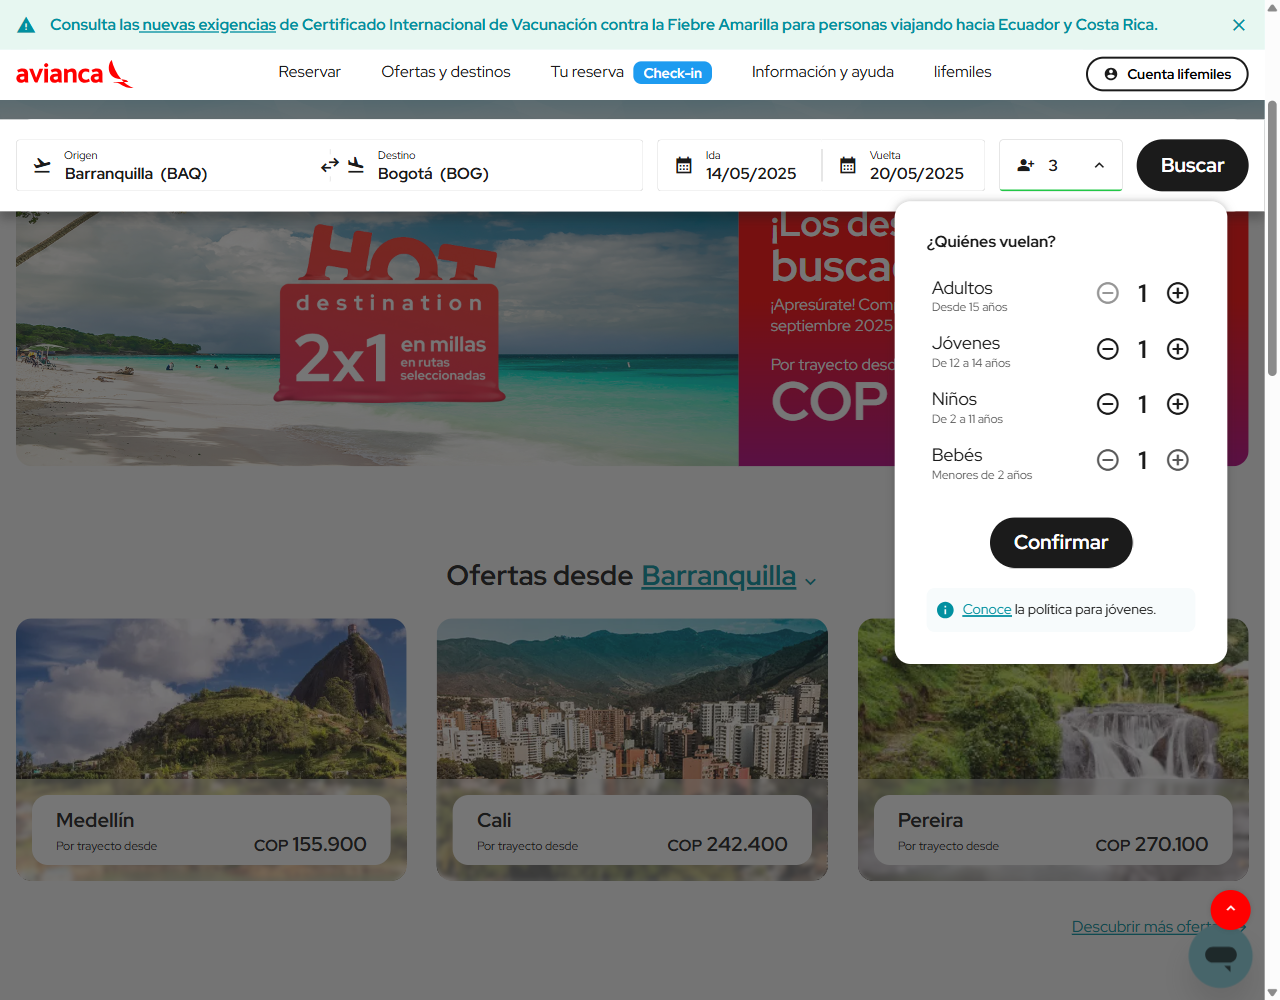 Consulta las nuevas exigencias de Certificado Internacional de Vacunación contra la Fiebre Amarilla para personas viajando hacia Ecuador y Costa Rica.
avianca
Reservar
Ofertas y destinos
Tu reserva
Check-in
Información y ayuda
lifemiles
Cuenta lifemiles
Origen
Barranquilla (BAQ)
Destino
Bogotá (BOG)
Ida
14/05/2025
Vuelta
20/05/2025
3
Buscar
HOT
destination
2x1 en millas
en rutas
seleccionadas
¡Los des
busca
¡Apresúrate! Com
septiembre 2025
Por trayecto desd
COP
¿Quiénes vuelan?
Adultos
Desde 15 años
1
Jóvenes
De 12 a 14 años
1
Niños
De 2 a 11 años
1
Bebés
Menores de 2 años
1
Confirmar
Conoce la política para jóvenes.
Ofertas desde Barranquilla
Medellín
Por trayecto desde
COP 155.900
Cali
Por trayecto desde
COP 242.400
Pereira
Por trayecto desde
COP 270.100
Descubrir más ofert